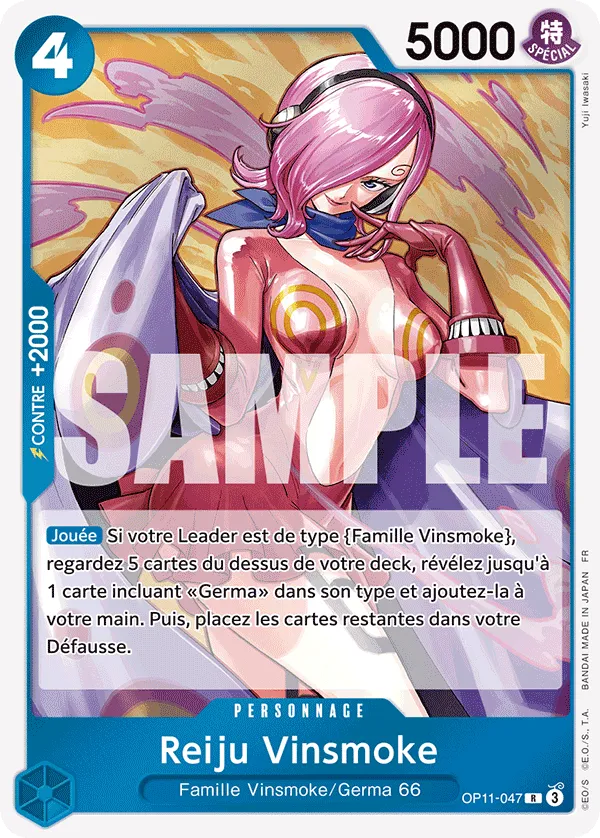 4
5000
特
SPÉCIAL
Yuji Iwasaki
CONTRE +2000
SAMPLE
Jouée Si votre Leader est de type {Famille Vinsmoke},
regardez 5 cartes du dessus de votre deck, révélez jusqu'à
1 carte incluant «Germa» dans son type et ajoutez-la à
votre main. Puis, placez les cartes restantes dans votre
Défausse.
PERSONNAGE
Reiju Vinsmoke
Famille Vinsmoke/Germa 66
OP11-047 R 3
©EO/S ©E.O./S., T.A. BANDAI MADE IN JAPAN FR